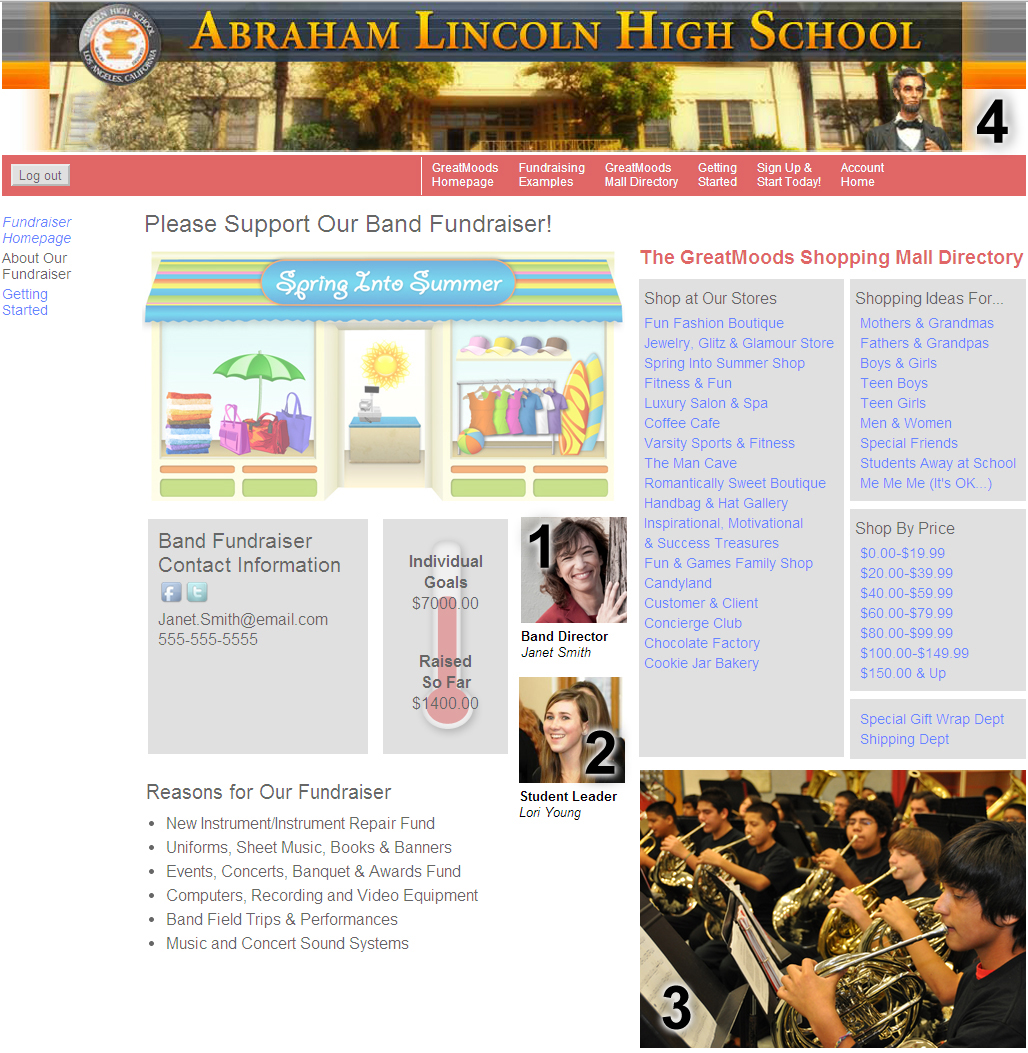 ABRAHAM LINCOLN HIGH SCHOOL
LINCOLN HIGH SCHOOL
LOS ANGELES, CALIFORNIA
4
Log out
GreatMoods
Homepage
Fundraising
Examples
GreatMoods
Mall Directory
Getting
Started
Sign Up &
Start Today!
Account
Home
Fundraiser
Homepage
About Our
Fundraiser
Getting
Started
Please Support Our Band Fundraiser!
Spring Into Summer
Band Fundraiser
Contact Information
Janet.Smith@email.com
555-555-5555
Individual
Goals
$7000.00
Raised
So Far
$1400.00
1
Band Director
Janet Smith
2
Student Leader
Lori Young
Reasons for Our Fundraiser
• New Instrument/Instrument Repair Fund
• Uniforms, Sheet Music, Books & Banners
• Events, Concerts, Banquet & Awards Fund
• Computers, Recording and Video Equipment
• Band Field Trips & Performances
• Music and Concert Sound Systems
The GreatMoods Shopping Mall Directory
Shop at Our Stores
Fun Fashion Boutique
Jewelry, Glitz & Glamour Store
Spring Into Summer Shop
Fitness & Fun
Luxury Salon & Spa
Coffee Cafe
Varsity Sports & Fitness
The Man Cave
Romantically Sweet Boutique
Handbag & Hat Gallery
Inspirational, Motivational
& Success Treasures
Fun & Games Family Shop
Candyland
Customer & Client
Concierge Club
Chocolate Factory
Cookie Jar Bakery
Shopping Ideas For...
Mothers & Grandmas
Fathers & Grandpas
Boys & Girls
Teen Boys
Teen Girls
Men & Women
Special Friends
Students Away at School
Me Me Me (It's OK...)
Shop By Price
$0.00-$19.99
$20.00-$39.99
$40.00-$59.99
$60.00-$79.99
$80.00-$99.99
$100.00-$149.99
$150.00 & Up
Special Gift Wrap Dept
Shipping Dept
3